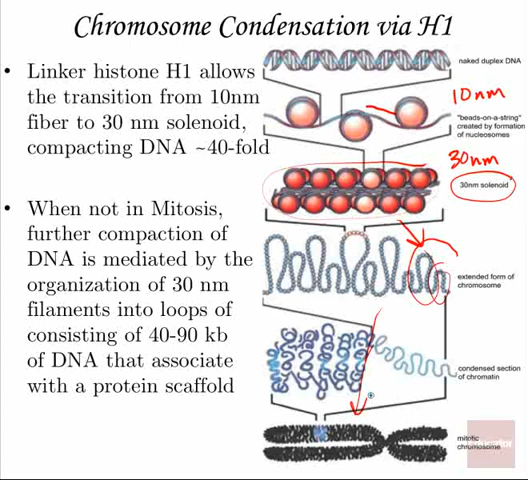 Chromosome Condensation via H1
• Linker histone H1 allows
the transition from 10nm
fiber to 30 nm solenoid,
compacting DNA ~40-fold
• When not in Mitosis,
further compaction of
DNA is mediated by the
organization of 30 nm
filaments into loops of
consisting of 40-90 kb
of DNA that associate
with a protein scaffold
naked duplex DNA
10nm
"beads-on-a-string"
created by formation
of nucleosomes
30nm
30nm solenoid
extended form of
chromosome
condensed section
of chromatin
mitotic
chromosome